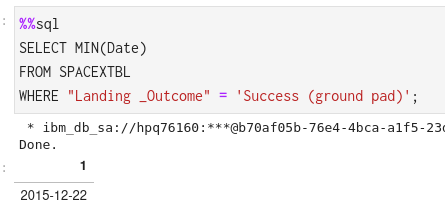 %%sql
SELECT MIN(Date)
FROM SPACEXTBL
WHERE "Landing _Outcome" = 'Success (ground pad)';
* ibm_db_sa://hpq76160:***@b70af05b-76e4-4bca-a1f5-23d
Done.
1
2015-12-22